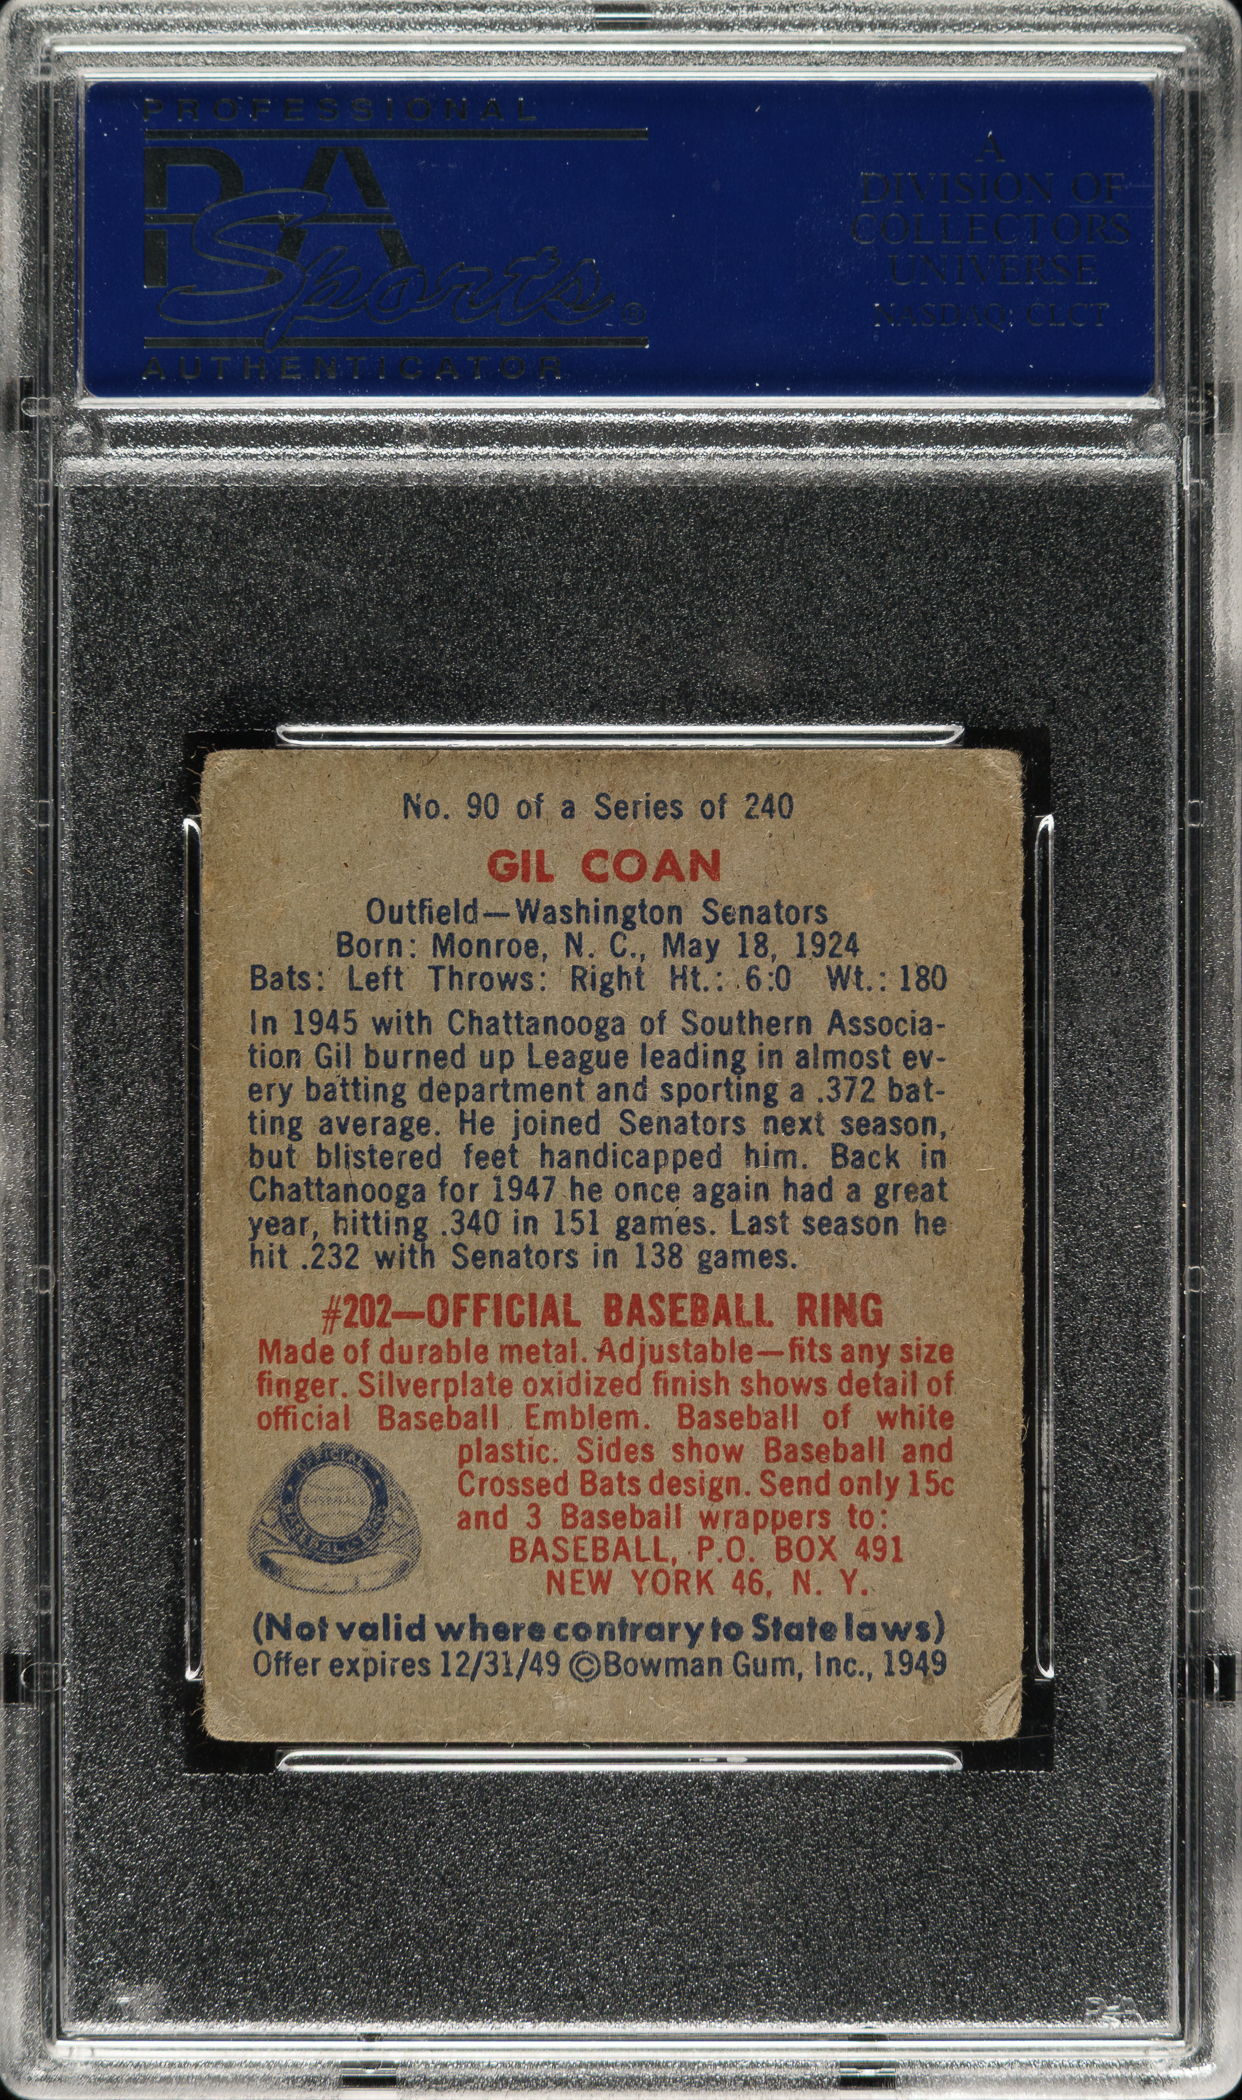 PROFESSIONAL
PSA
Sports®
AUTHENTICATOR
A
DIVISION OF
COLLECTORS
UNIVERSE
NASDAQ: CLCT
No. 90 of a Series of 240
GIL COAN
Outfield—Washington Senators
Born: Monroe, N. C., May 18, 1924
Bats: Left Throws: Right Ht.: 6:0 Wt.: 180
In 1945 with Chattanooga of Southern Associa-
tion Gil burned up League leading in almost ev-
ery batting department and sporting a .372 bat-
ting average. He joined Senators next season,
but blistered feet handicapped him. Back in
Chattanooga for 1947 he once again had a great
year, hitting .340 in 151 games. Last season he
hit .232 with Senators in 138 games.
#202—OFFICIAL BASEBALL RING
Made of durable metal. Adjustable—fits any size
finger. Silverplate oxidized finish shows detail of
official Baseball Emblem. Baseball of white
plastic. Sides show Baseball and
Crossed Bats design. Send only 15c
and 3 Baseball wrappers to:
BASEBALL, P.O. BOX 491
NEW YORK 46, N. Y.
OFFICIAL
BASEBALL
(Not valid where contrary to State laws)
Offer expires 12/31/49 ©Bowman Gum, Inc., 1949
PSA